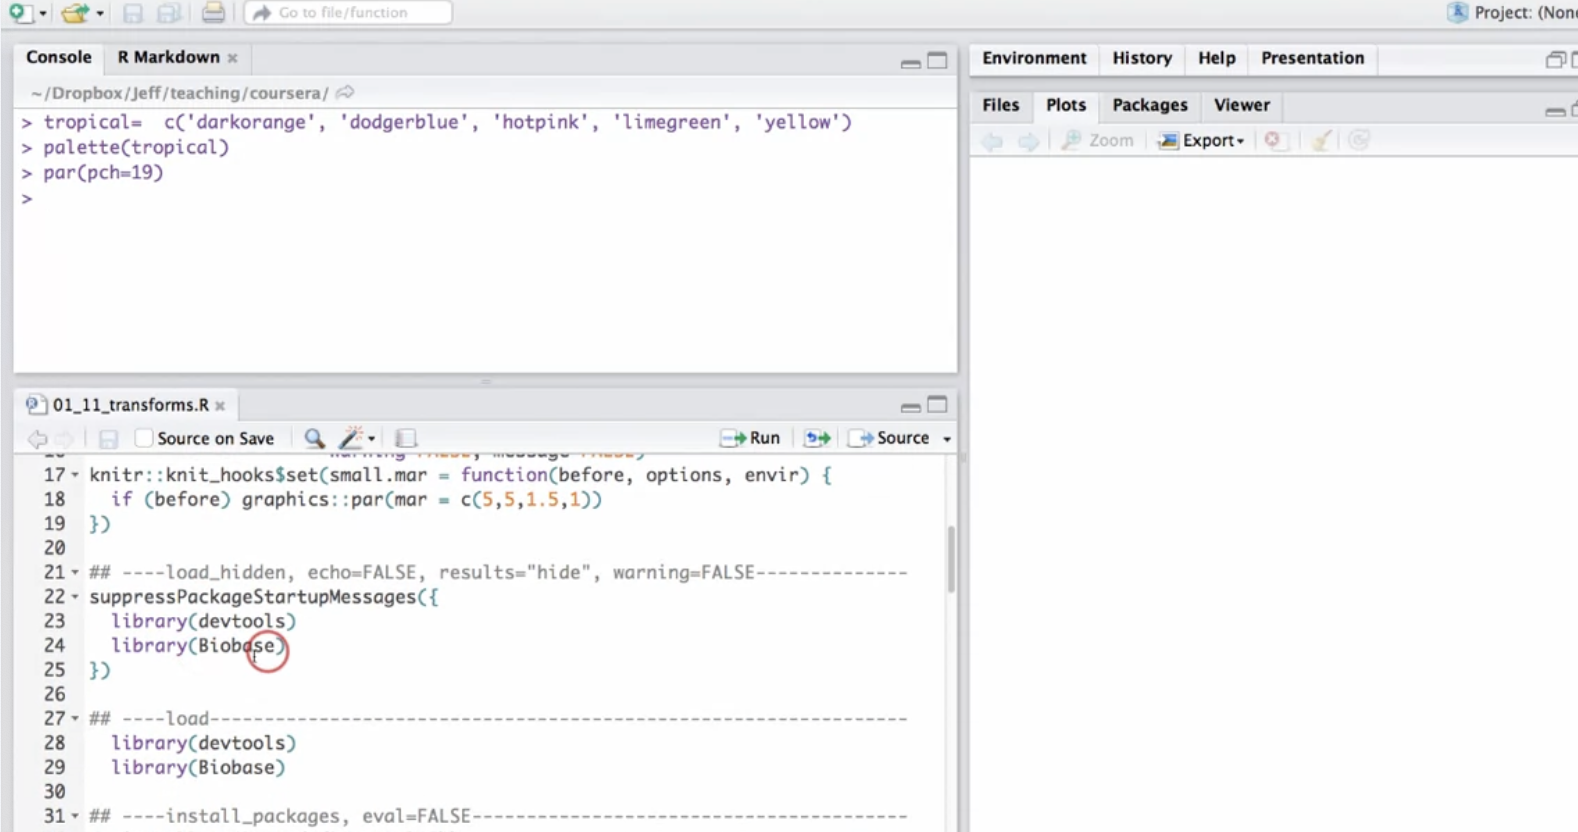 Go to file/function
Project: (Non
Console R Markdown
~/Dropbox/Jeff/teaching/coursera/
> tropical=  c('darkorange', 'dodgerblue', 'hotpink', 'limegreen', 'yellow')
> palette(tropical)
> par(pch=19)
>
Environment History Help Presentation
Files Plots Packages Viewer
Zoom Export
01_11_transforms.R
Source on Save Run Source
17 knitr::knit_hooks$set(small.mar = function(before, options, envir) {
18   if (before) graphics::par(mar = c(5,5,1.5,1))
19 })
20
21 ## ----load_hidden, echo=FALSE, results="hide", warning=FALSE--------------
22 suppressPackageStartupMessages({
23   library(devtools)
24   library(Biobase)
25 })
26
27 ## ----load----------------------------------------------------------------
28   library(devtools)
29   library(Biobase)
30
31 ## ----install_packages, eval=FALSE----------------------------------------